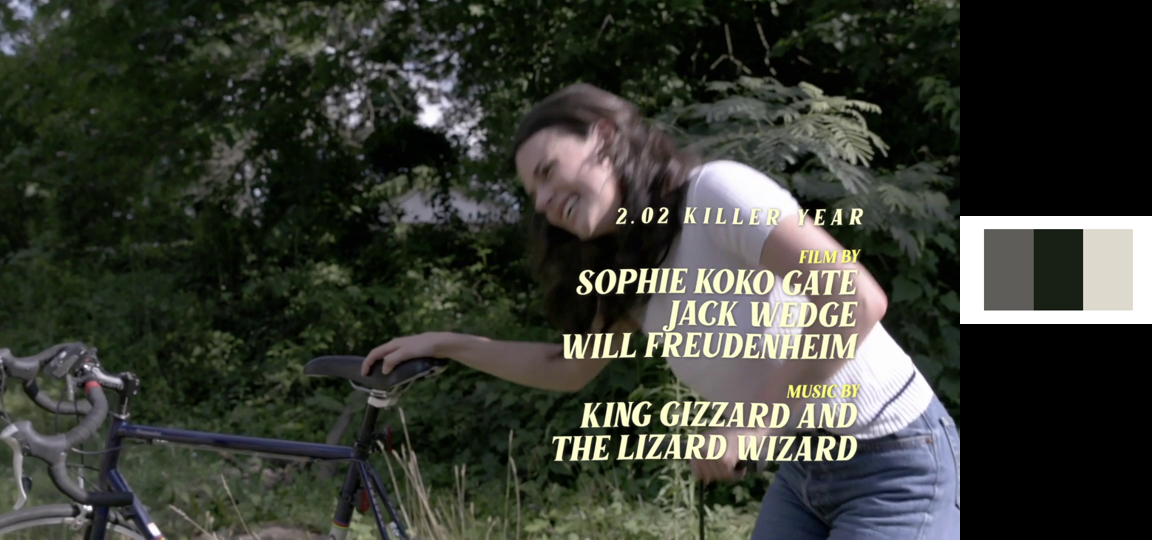 2.02 KILLER YEAR
FILM BY
SOPHIE KOKO GATE
JACK WEDGE
WILL FREUDENHEIM
MUSIC BY
KING GIZZARD AND
THE LIZARD WIZARD